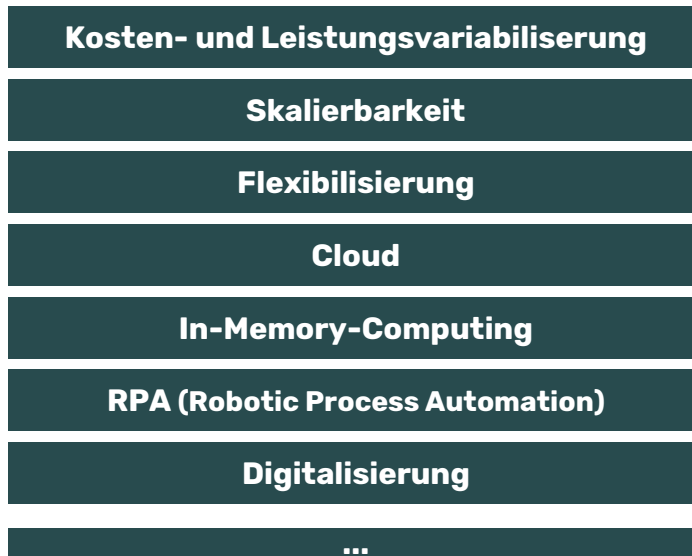 Kosten- und Leistungsvariabiliserung
Skalierbarkeit
Flexibilisierung
Cloud
In-Memory-Computing
RPA (Robotic Process Automation)
Digitalisierung
...